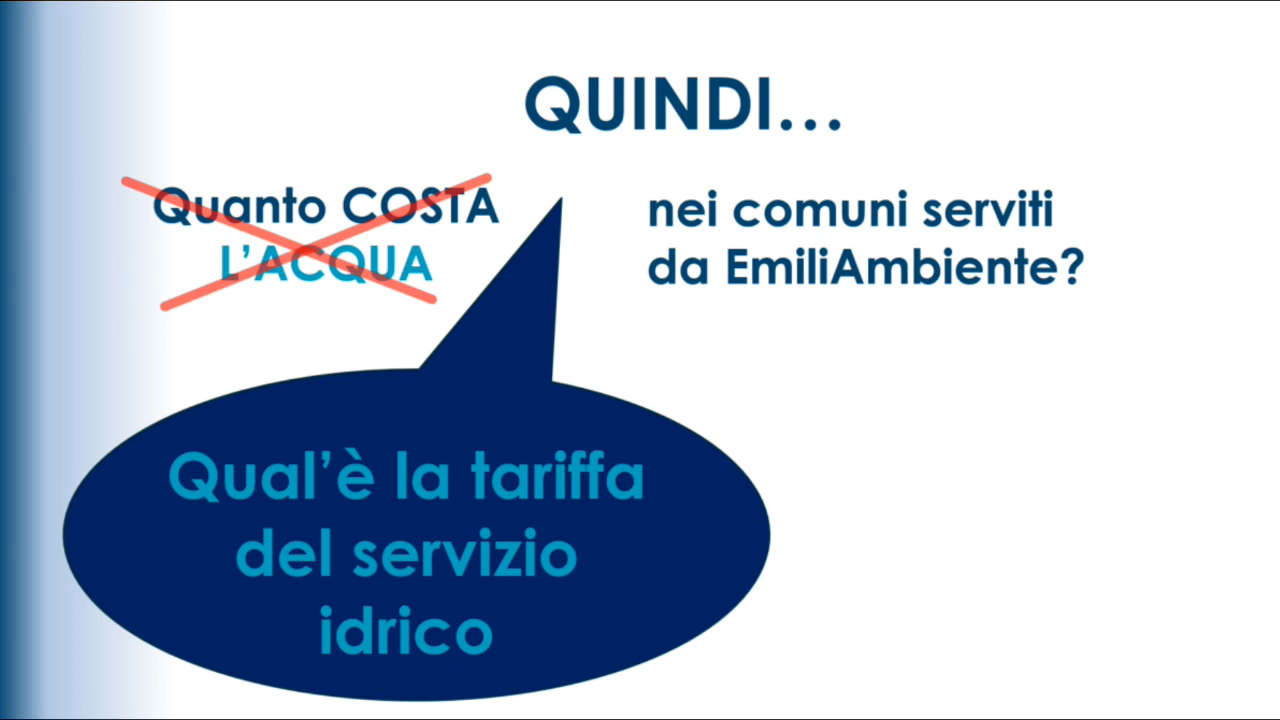 QUINDI...
Quanto COSTA
L'ACQUA
nei comuni serviti
da EmiliAmbiente?
Qual'è la tariffa
del servizio
idrico